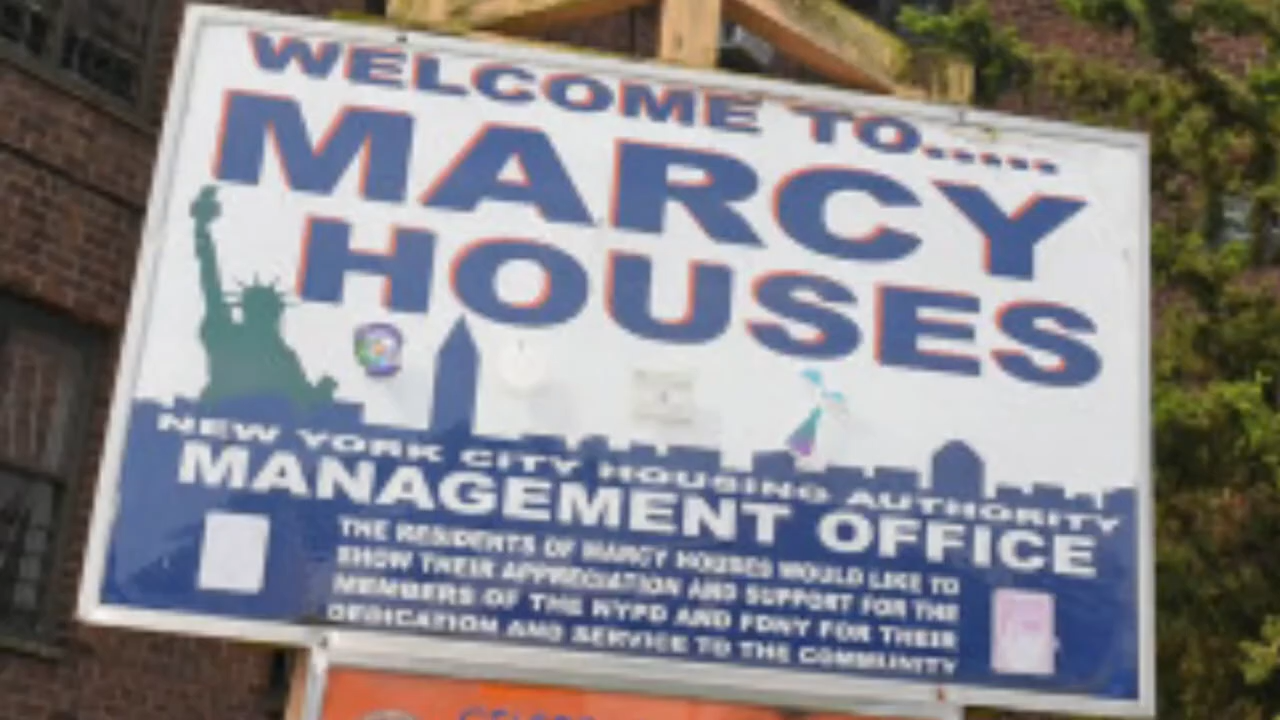 WELCOME TO.....
MARCY
HOUSES
NEW YORK CITY HOUSING AUTHORITY
MANAGEMENT OFFICE
THE RESIDENTS OF MARCY HOUSES WOULD LIKE TO
SHOW THEIR APPRECIATION AND SUPPORT FOR THE
MEMBERS OF THE NYPD AND FDNY FOR THEIR
DEDICATION AND SERVICE TO THE COMMUNITY